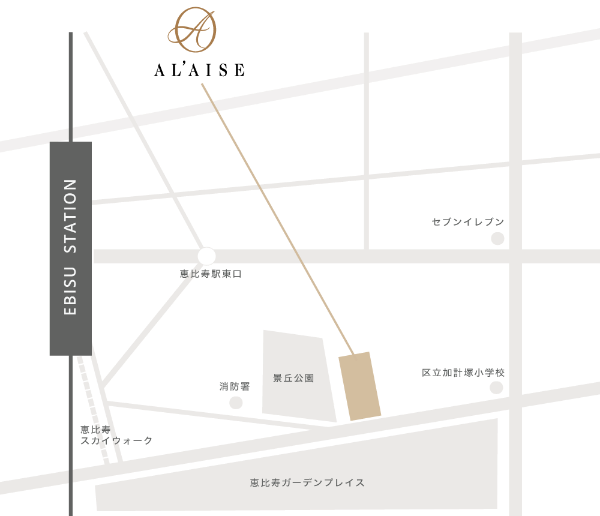 A
AL'AISE
EBISU STATION
セブンイレブン
恵比寿駅東口
景丘公園
区立加計塚小学校
消防署
恵比寿
スカイウォーク
恵比寿ガーデンプレイス